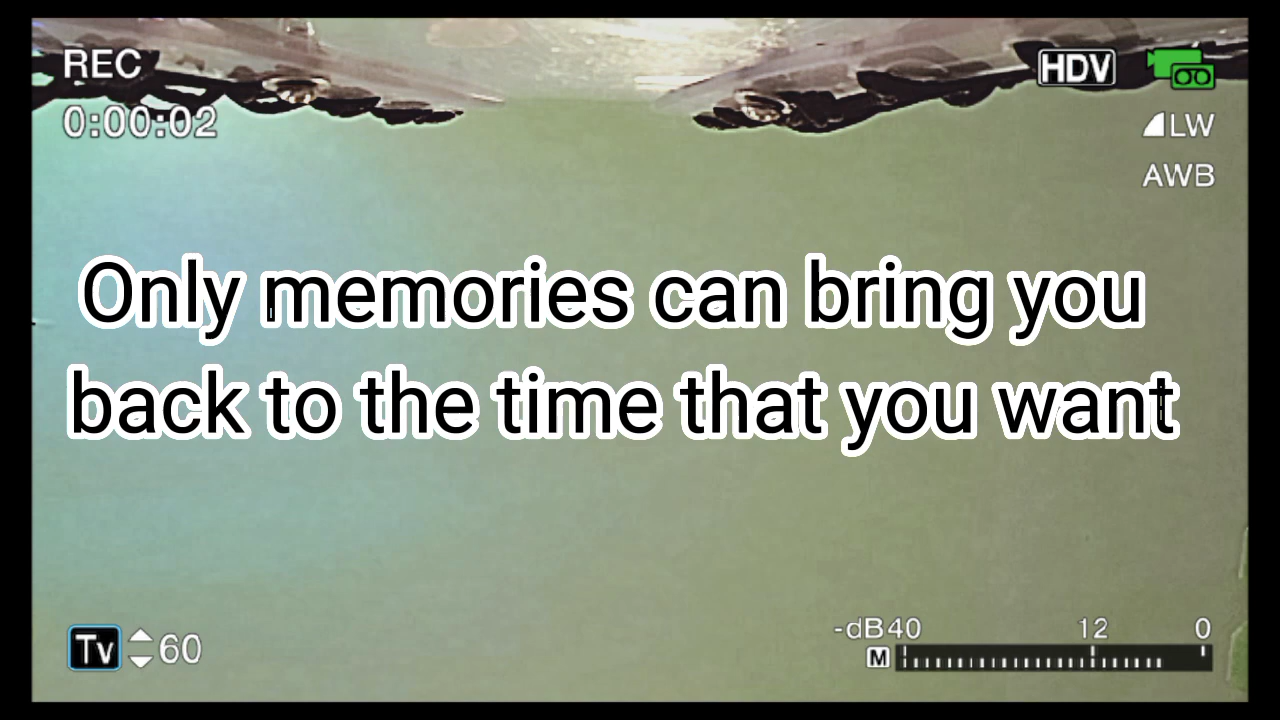 REC
HDV
0:00:02
LW
AWB
Only memories can bring you
back to the time that you want
Tv 60
-dB40 12 0
M